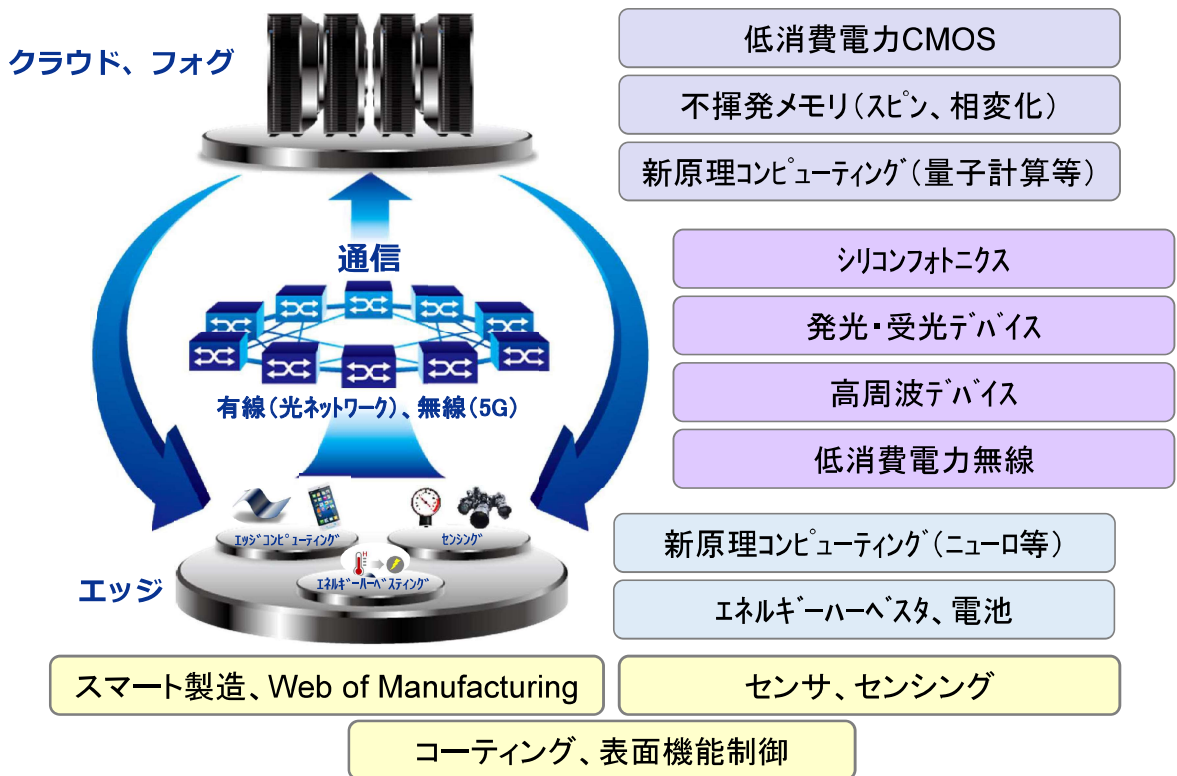 クラウド、フォグ
低消費電力CMOS
不揮発メモリ(スピン、相変化)
新原理コンピューティング(量子計算等)
通信
シリコンフォトニクス
発光・受光デバイス
有線(光ネットワーク)、無線(5G)
高周波デバイス
低消費電力無線
エッジコンピューティング
センシング
H
エネルギーハーベスティング
エッジ
新原理コンピューティング(ニューロ等)
エネルギーハーベスタ、電池
スマート製造、Web of Manufacturing
センサ、センシング
コーティング、表面機能制御